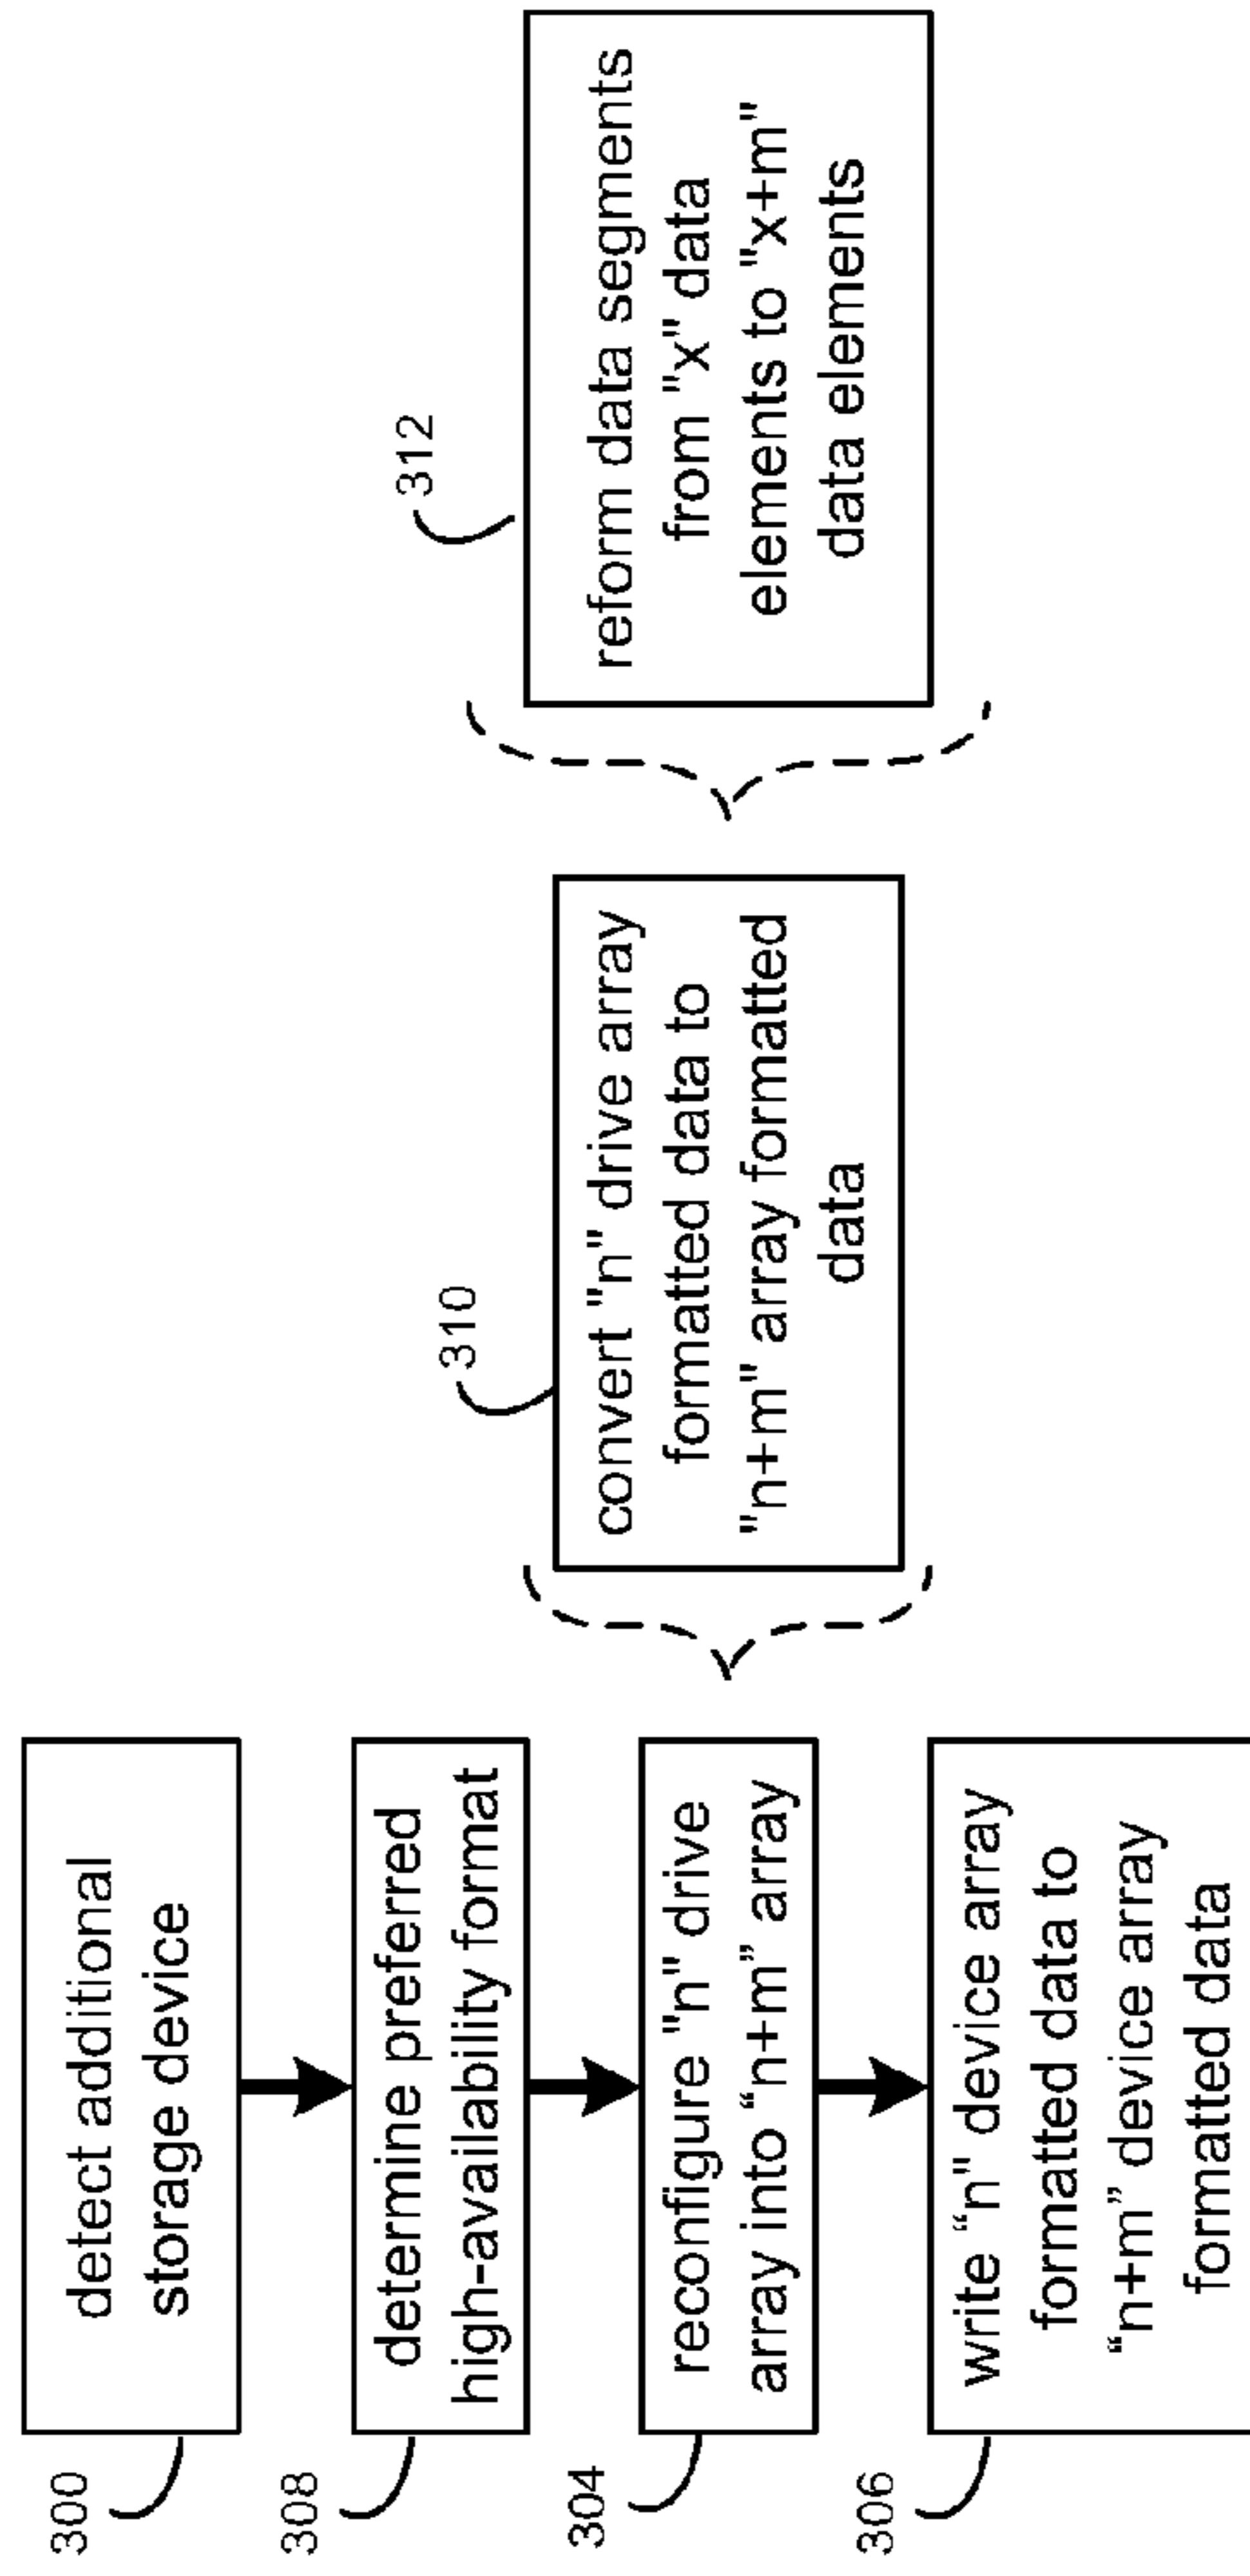 300
detect additional
storage device
308
determine preferred
high-availability format
304
reconfigure "n" drive
array into “n+m” array
306
write “n" device array
formatted data to
“n+m” device array
formatted data
310
convert "n" drive array
formatted data to
"n+m" array formatted
data
312
reform data segments
from "x" data
elements to "x+m"
data elements